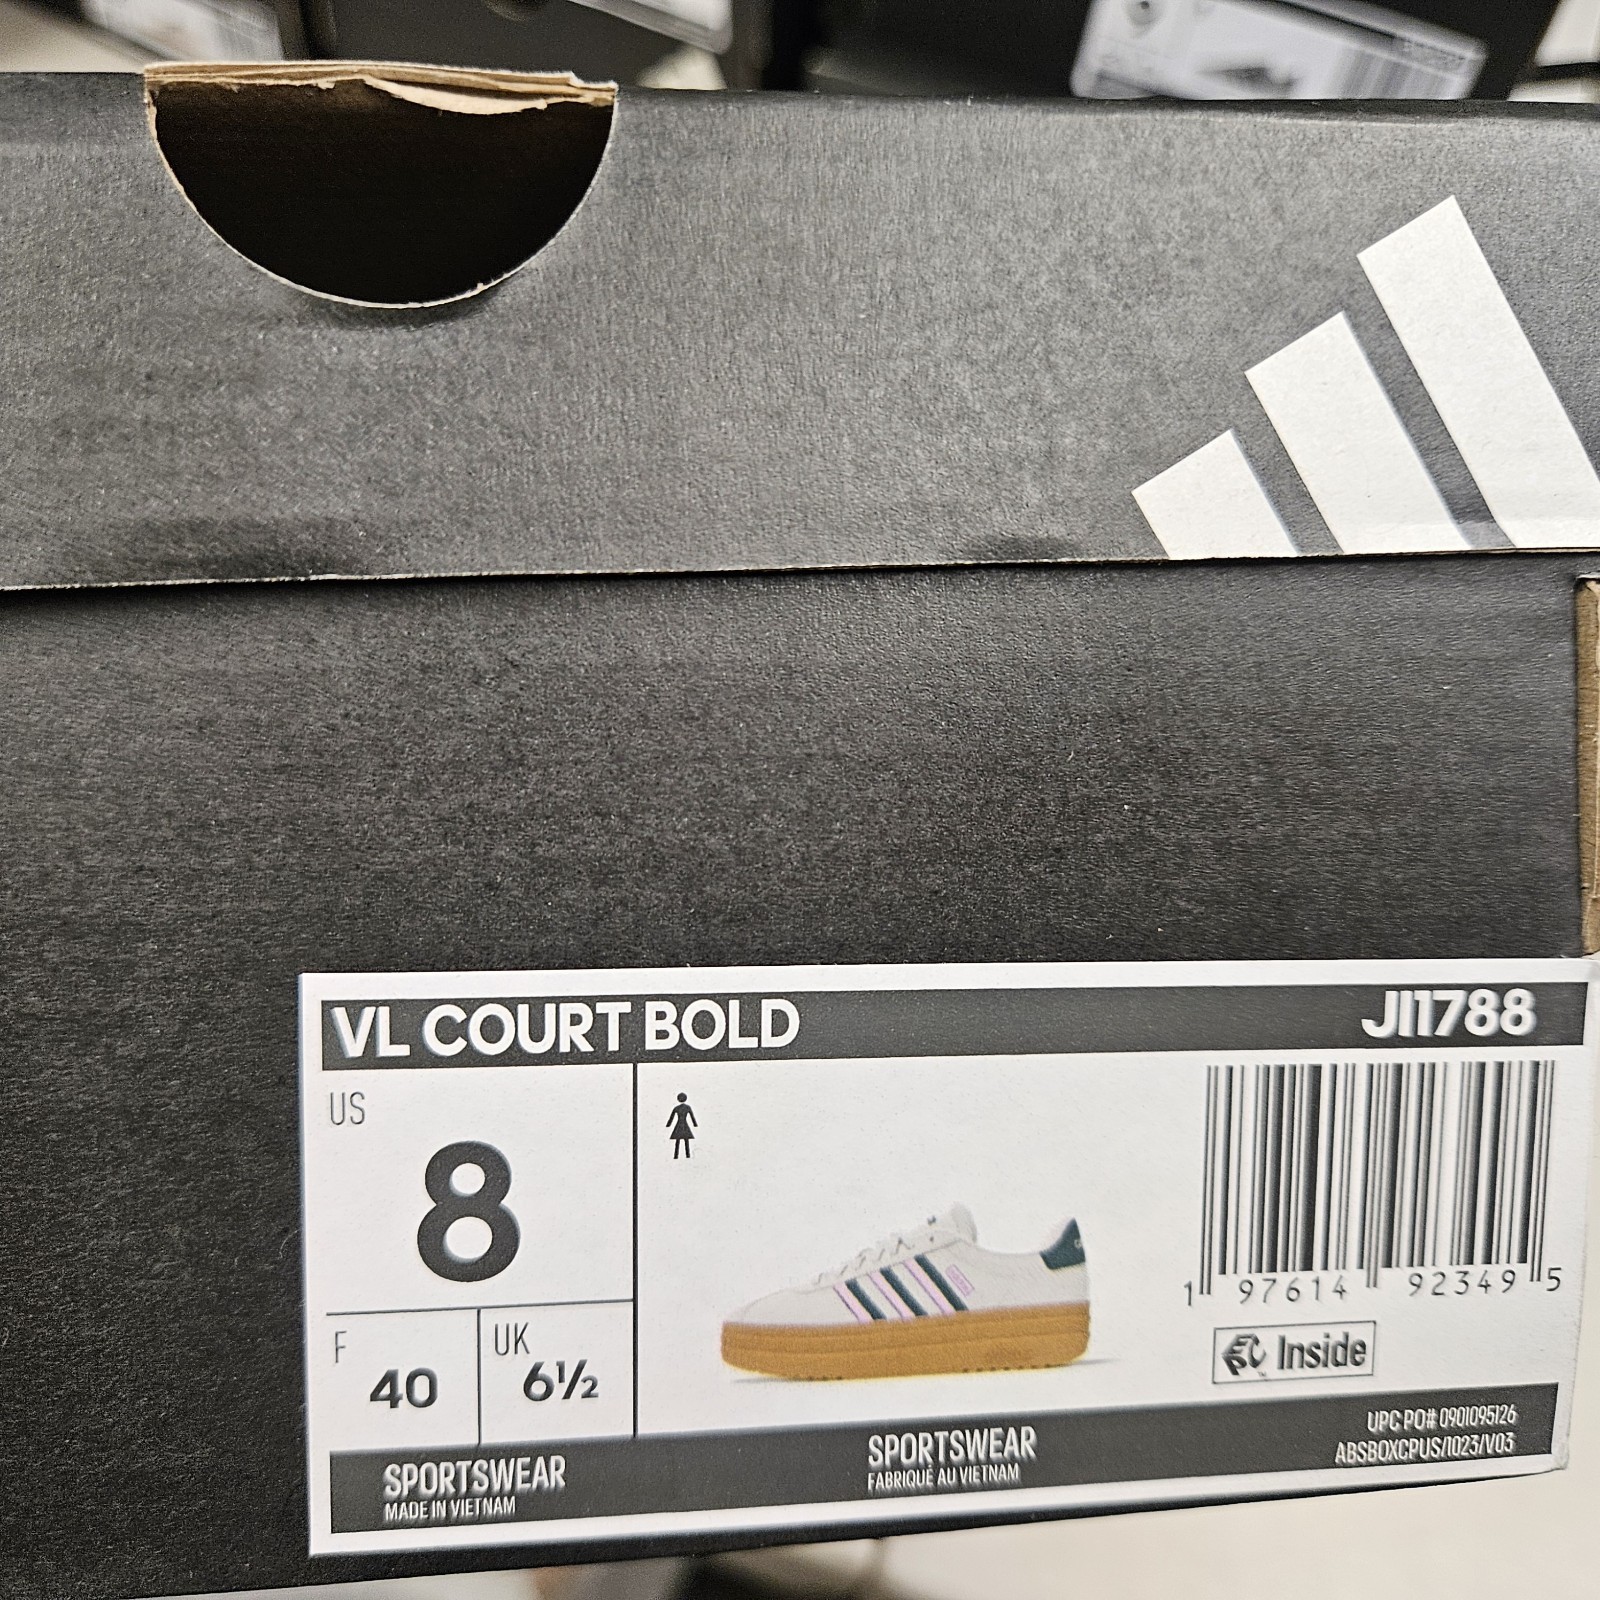 VL COURT BOLD
JI1788
US
8
F
40
UK
6½
1 97614 92349 5
EPC Inside
SPORTSWEAR
MADE IN VIETNAM
SPORTSWEAR
FABRIQUÉ AU VIETNAM
UPC PO# 0901095126
ABSBOXCPUS/1023/V03